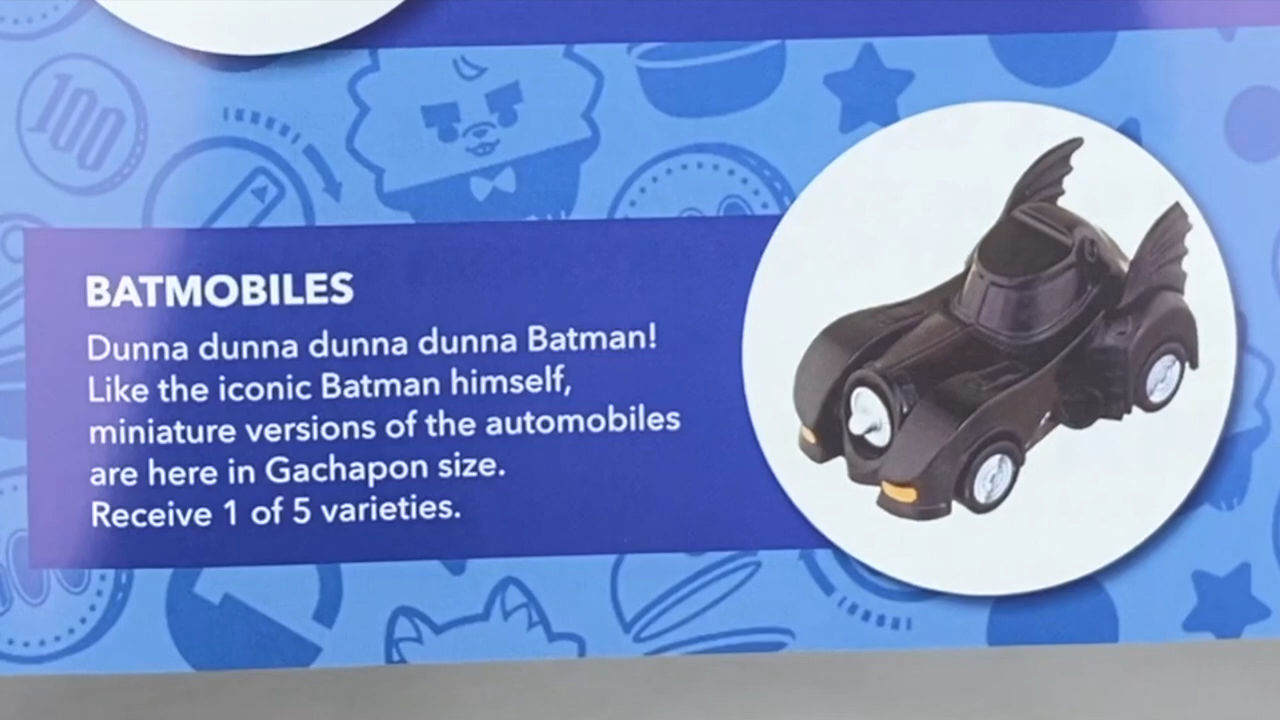 100
BATMOBILES
Dunna dunna dunna dunna Batman!
Like the iconic Batman himself,
miniature versions of the automobiles
are here in Gachapon size.
Receive 1 of 5 varieties.